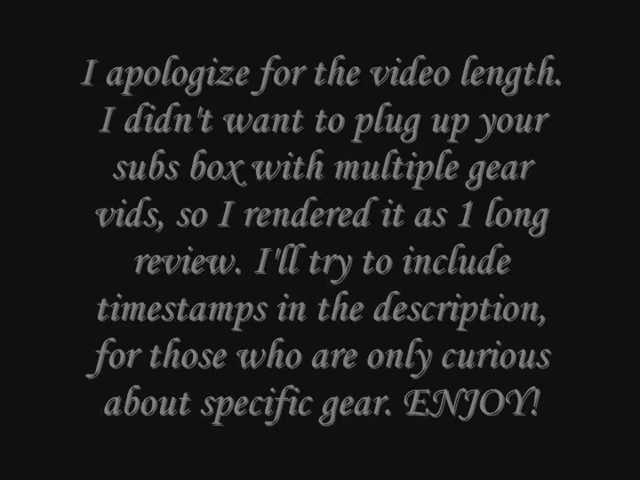 I apologize for the video length.
I didn't want to plug up your
subs box with multiple gear
vids, so I rendered it as 1 long
review. I'll try to include
timestamps in the description,
for those who are only curious
about specific gear. ENJOY!